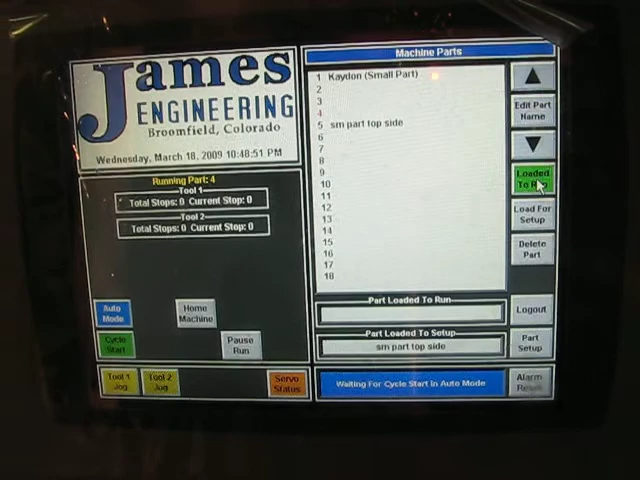 James
ENGINEERING
Broomfield, Colorado
Wednesday, March 18, 2009 10:48:51 PM
Running Part: 4
Tool 1
Total Stops: 0 Current Stop: 0
Tool 2
Total Stops: 0 Current Stop: 0
Auto
Mode
Home
Machine
Cycle
Start
Pause
Run
Tool 1
Jog
Tool 2
Jog
Servo
Status
Machine Parts
1 Kaydon (Small Part)
2
3
4
5 sm part top side
6
7
8
9
10
11
12
13
14
15
16
17
18
Edit Part
Name
Loaded
To Run
Load For
Setup
Delete
Part
Part Loaded To Run
Logout
Part Loaded To Setup
sm part top side
Part
Setup
Waiting For Cycle Start In Auto Mode
Alarm
Reset